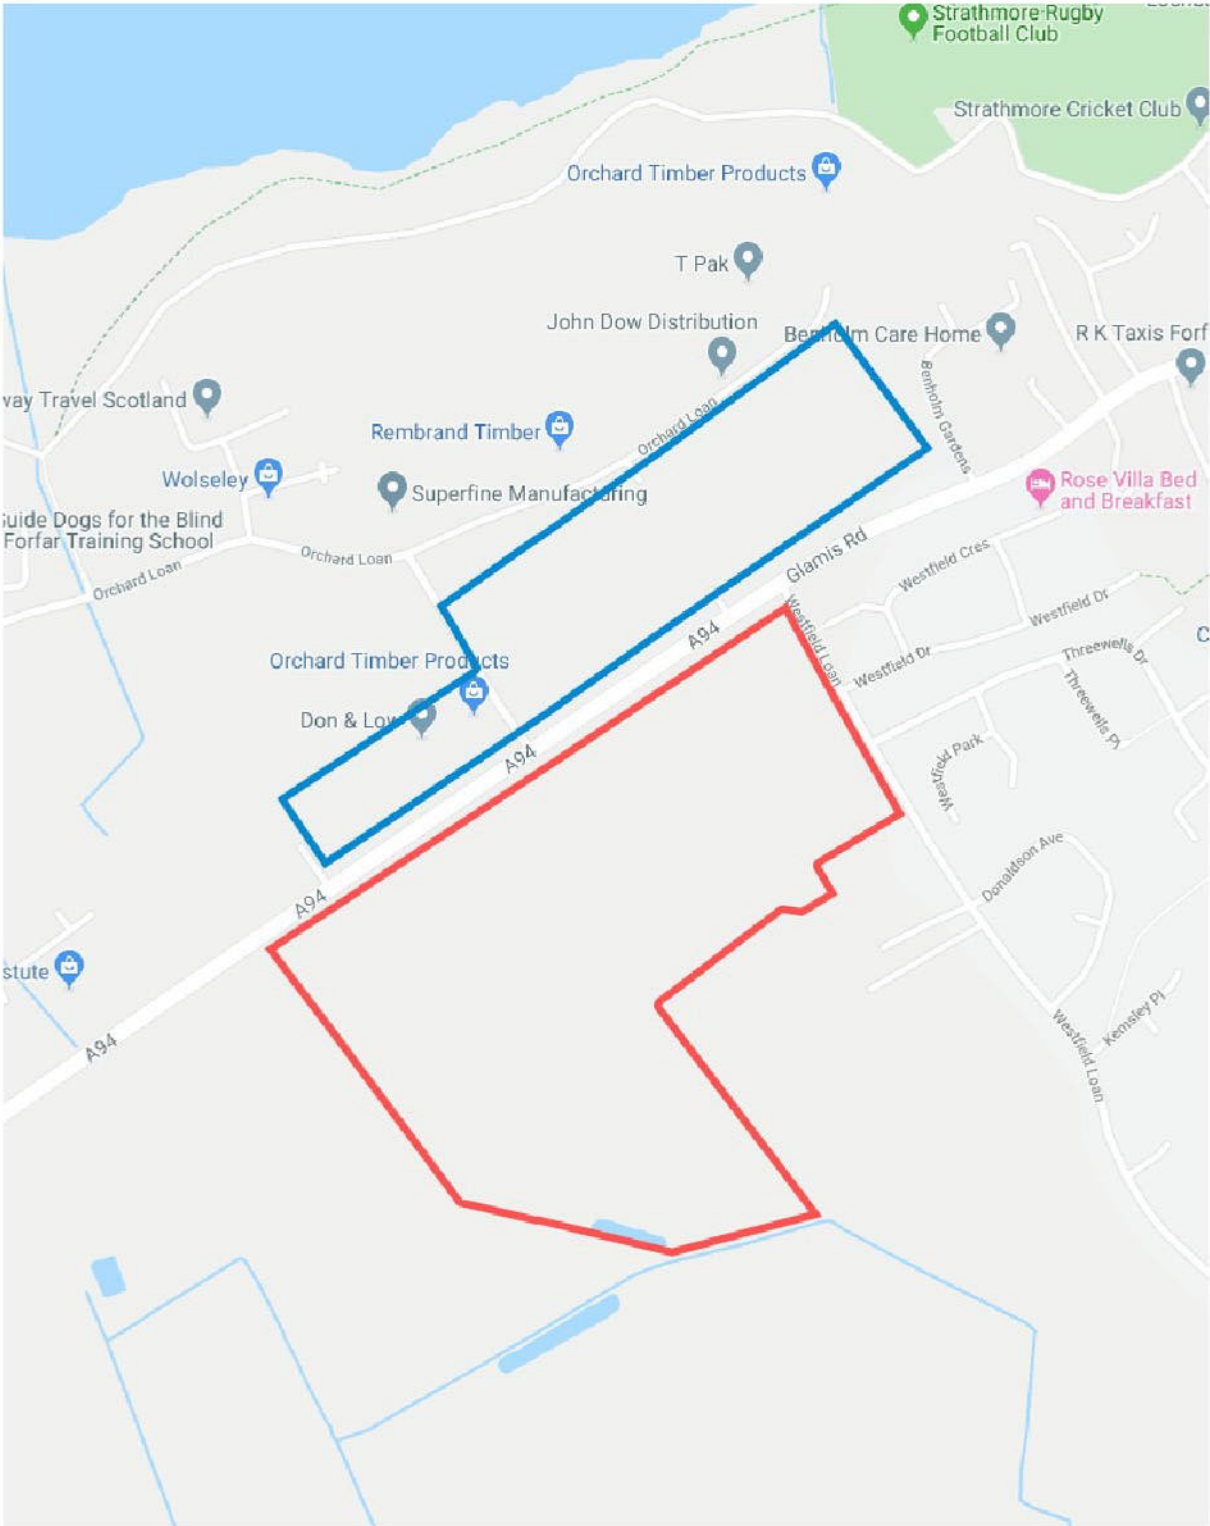 Strathmore Rugby
Football Club
Strathmore Cricket Club
Orchard Timber Products
T Pak
John Dow Distribution
Benholm Care Home
R K Taxis Forf
way Travel Scotland
Benholm Gardens
Orchard Loan
Rembrand Timber
Wolseley
Superfine Manufacturing
Rose Villa Bed
and Breakfast
Guide Dogs for the Blind
Forfar Training School
Orchard Loan
Orchard Loan
Glamis Rd
Westfield Cres
Westfield Dr
A94
Westfield Loan
Westfield Dr
Threewells Dr
Orchard Timber Products
Threewells Pl
Don & Low
A94
Westfield Park
Donaldson Ave
A94
stute
A94
Kemsley Pl
Westfield Loan